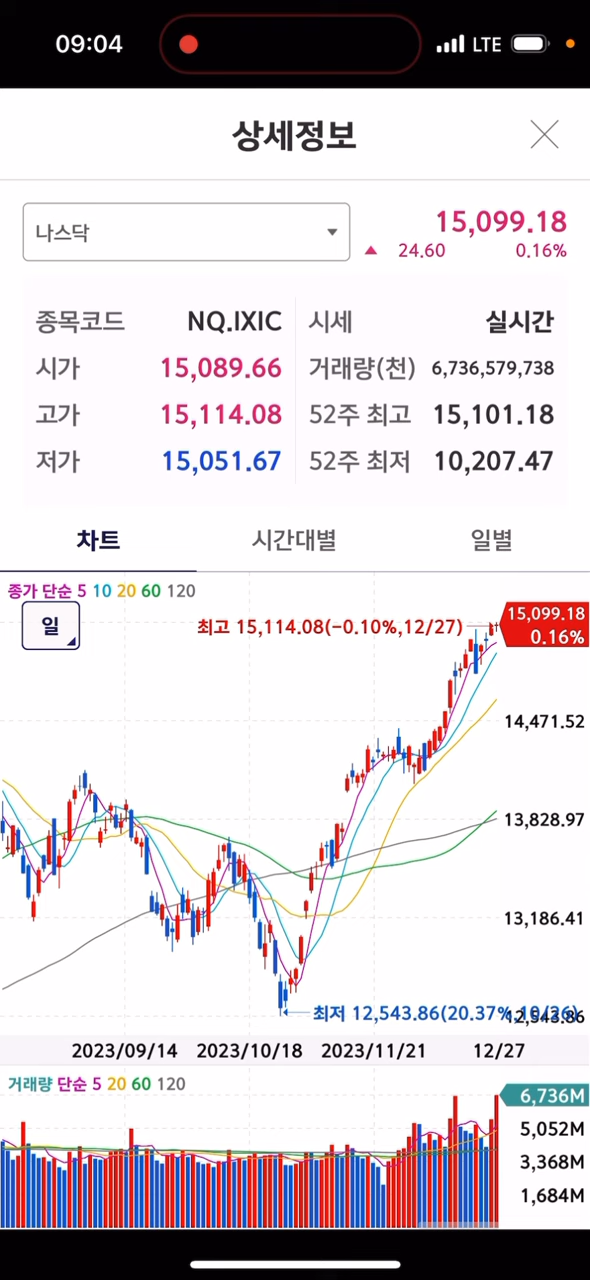 09:04 LTE
상세정보
나스닥 15,099.18
▲ 24.60 0.16%
종목코드 NQ.IXIC 시세 실시간
시가 15,089.66 거래량(천) 6,736,579,738
고가 15,114.08 52주 최고 15,101.18
저가 15,051.67 52주 최저 10,207.47
차트 시간대별 일별
종가 단순 5 10 20 60 120
일
최고 15,114.08(-0.10%,12/27)
15,099.18
0.16%
14,471.52
13,828.97
13,186.41
최저 12,543.86(20.37%,10/26)
12,543.86
2023/09/14 2023/10/18 2023/11/21 12/27
거래량 단순 5 20 60 120
6,736M
5,052M
3,368M
1,684M